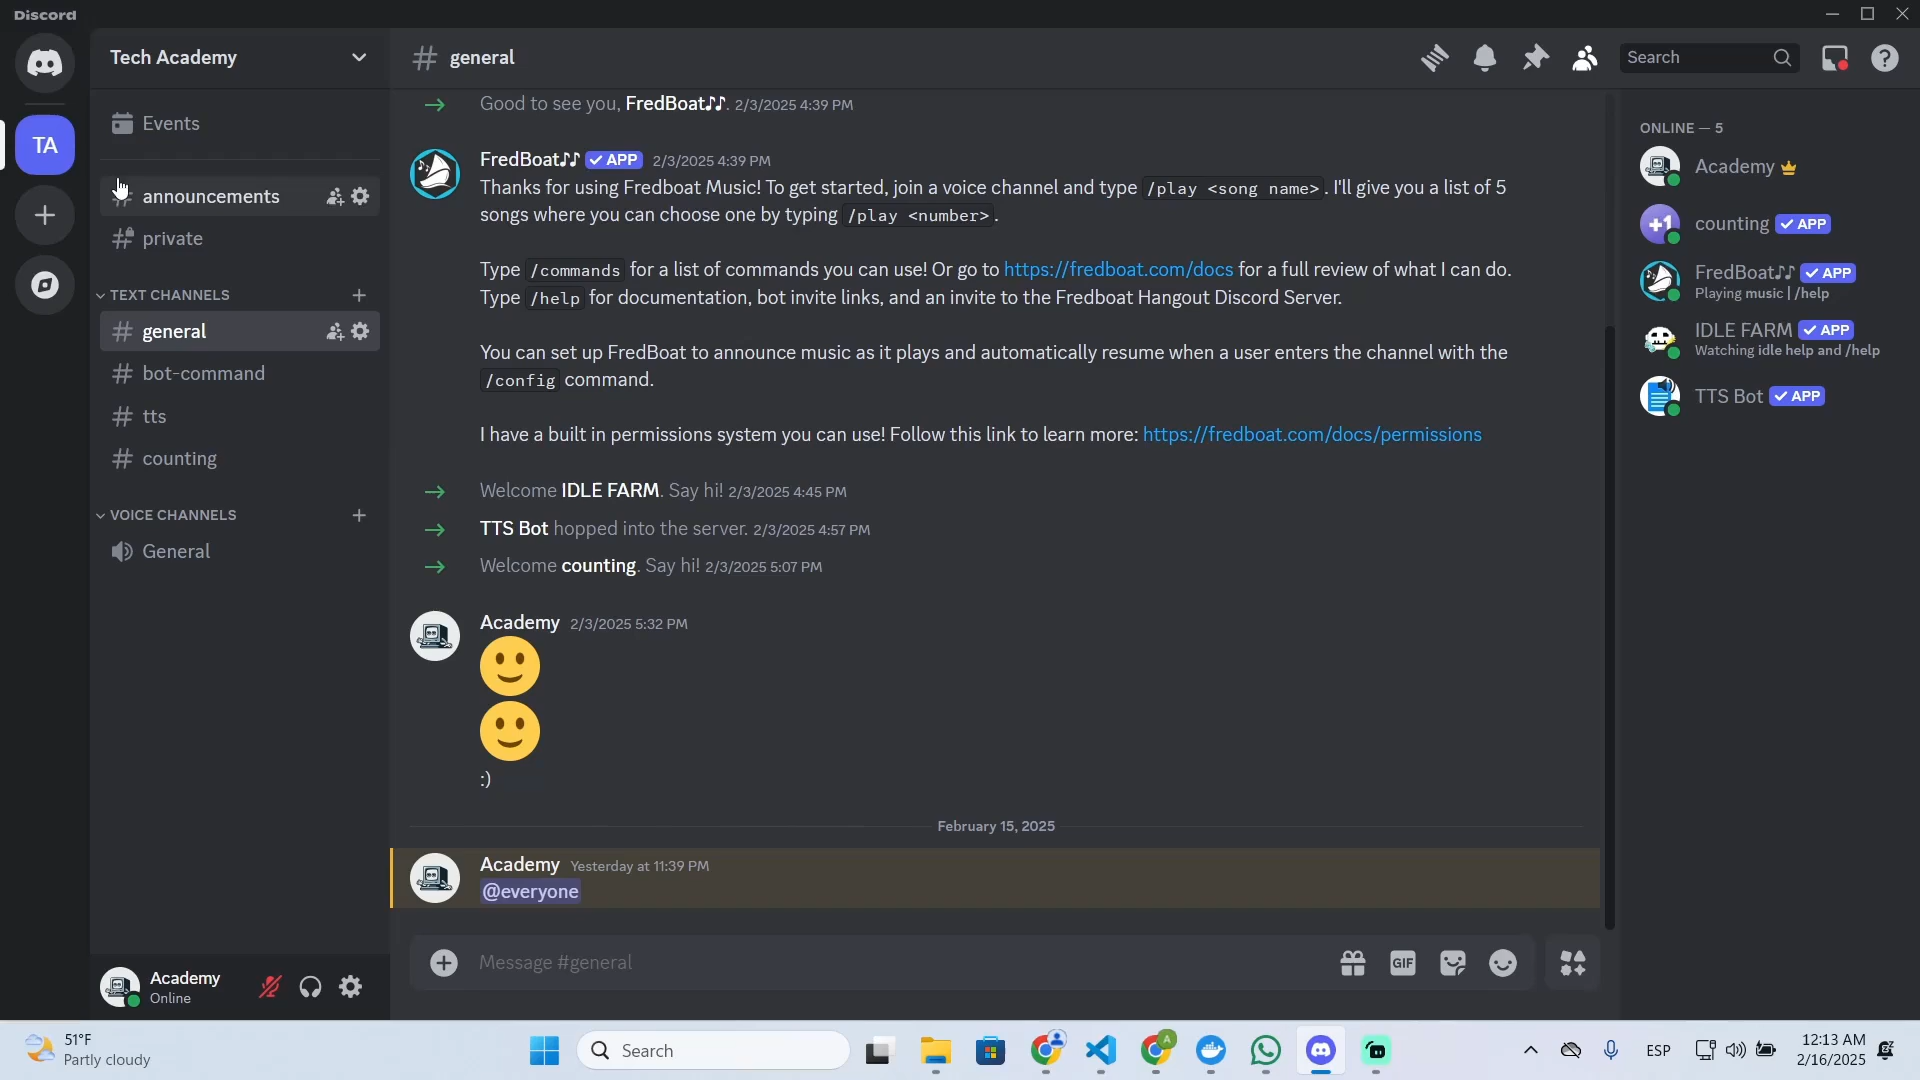 Discord
Tech Academy
general
Search
TA
Events
announcements
private
TEXT CHANNELS
general
bot-command
tts
counting
VOICE CHANNELS
General
Good to see you, FredBoat♪♪. 2/3/2025 4:39 PM
FredBoat♪♪ ✓ APP 2/3/2025 4:39 PM
Thanks for using Fredboat Music! To get started, join a voice channel and type /play <song name>. I'll give you a list of 5
songs where you can choose one by typing /play <number>.
Type /commands for a list of commands you can use! Or go to https://fredboat.com/docs for a full review of what I can do.
Type /help for documentation, bot invite links, and an invite to the Fredboat Hangout Discord Server.
You can set up FredBoat to announce music as it plays and automatically resume when a user enters the channel with the
/config command.
I have a built in permissions system you can use! Follow this link to learn more: https://fredboat.com/docs/permissions
Welcome IDLE FARM. Say hi! 2/3/2025 4:45 PM
TTS Bot hopped into the server. 2/3/2025 4:57 PM
Welcome counting. Say hi! 2/3/2025 5:07 PM
Academy 2/3/2025 5:32 PM
:)
February 15, 2025
Academy Yesterday at 11:39 PM
@everyone
Message #general
GIF
ONLINE — 5
Academy
+1 counting ✓ APP
FredBoat♪♪ ✓ APP
Playing music | /help
IDLE FARM ✓ APP
Watching idle help and /help
TTS Bot ✓ APP
Academy
Online
51°F
Partly cloudy
Search
A
ESP
12:13 AM
2/16/2025